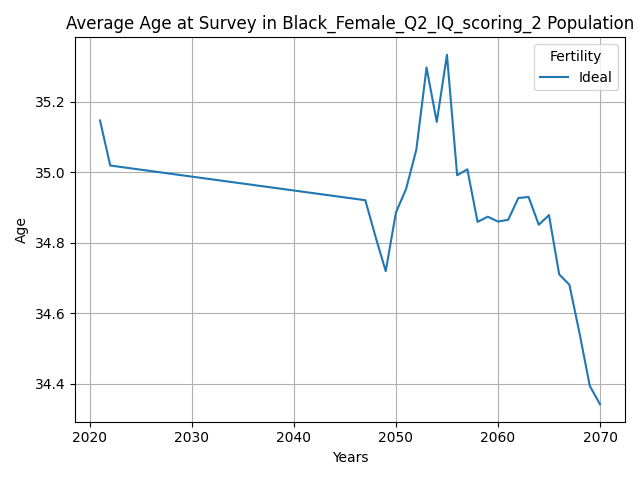 Average Age at Survey in Black_Female_Q2_IQ_scoring_2 Population
Fertility
Ideal
35.2
35.0
34.8
34.6
34.4
Age
2020
2030
2040
2050
2060
2070
Years